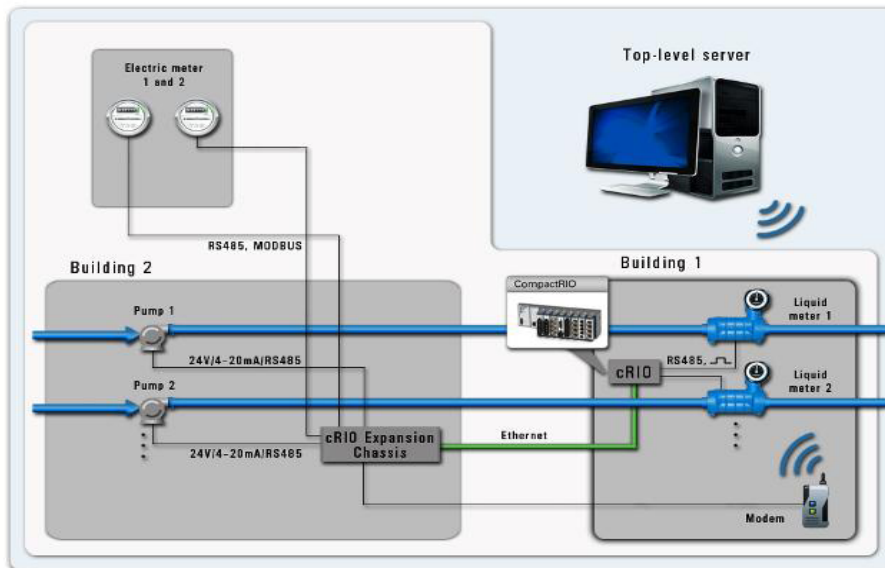 Top-level server
Electric meter
1 and 2
RS485, MODBUS
Building 2
Building 1
CompactRIO
Pump 1
Liquid
meter 1
24V/4-20mA/RS485
RS485,
cRIO
Pump 2
Liquid
meter 2
cRIO Expansion
Chassis
Ethernet
24V/4-20mA/RS485
Modem